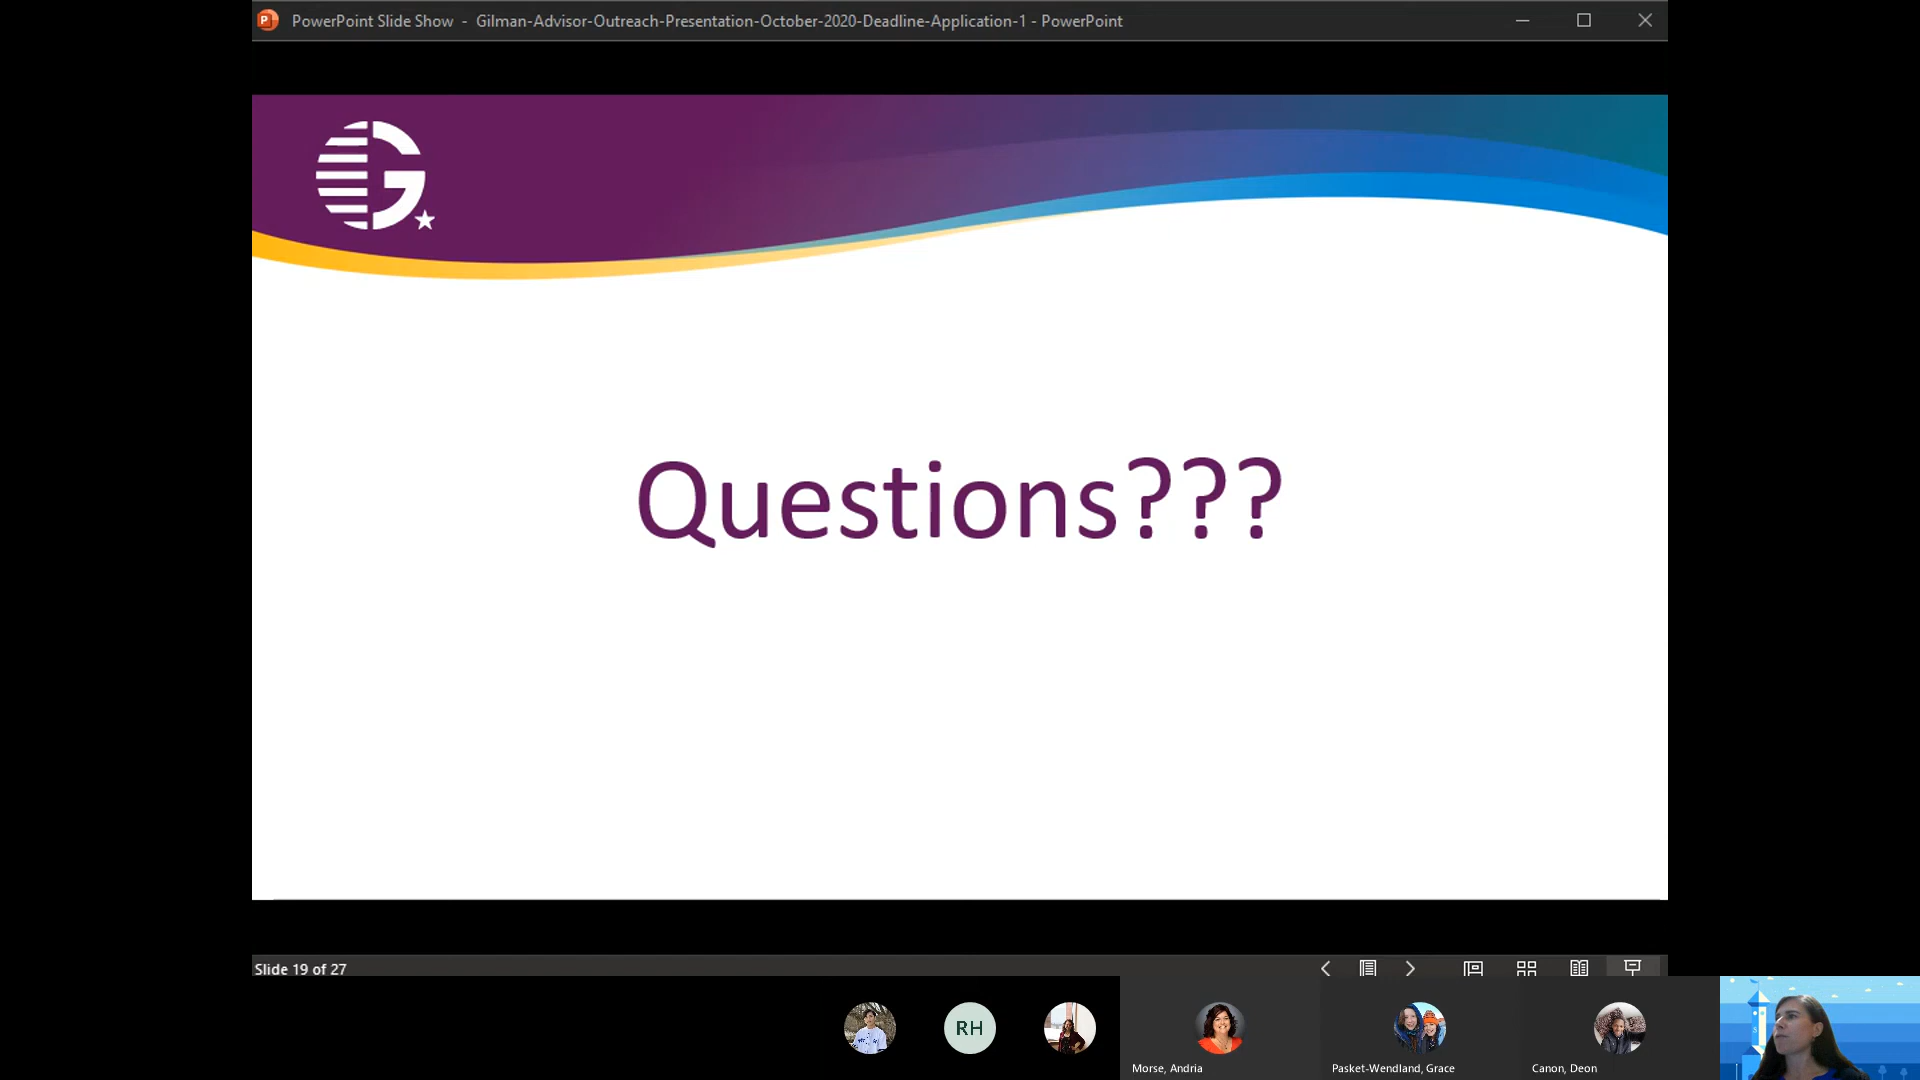 PowerPoint Slide Show - Gilman-Advisor-Outreach-Presentation-October-2020-Deadline-Application-1 - PowerPoint
G
Questions???
Slide 19 of 27
RH
Morse, Andria
Pasket-Wendland, Grace
Canon, Deon